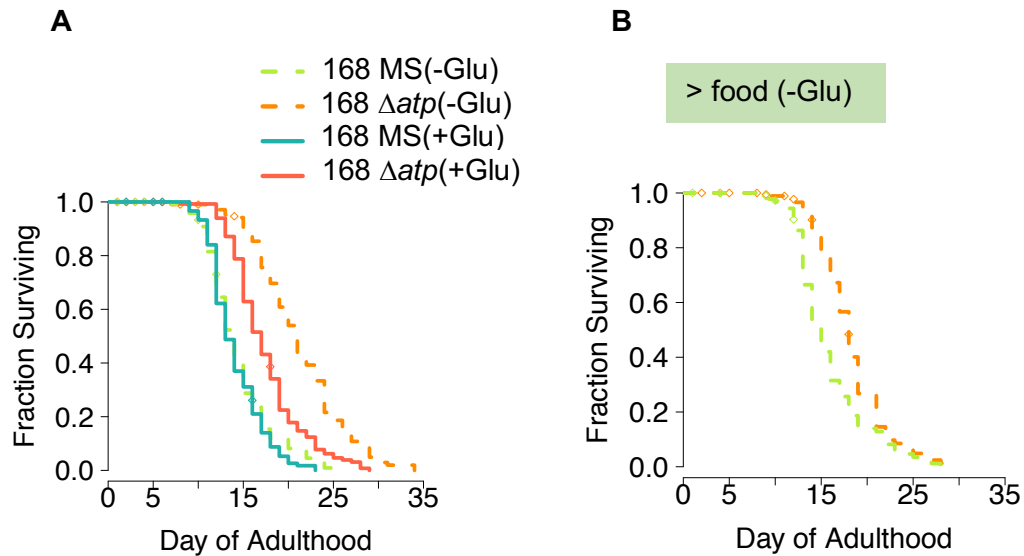 A
168 MS(-Glu)
168 Δatp(-Glu)
168 MS(+Glu)
168 Δatp(+Glu)
1.0
0.8
0.6
0.4
0.2
0.0
Fraction Surviving
0 5 15 25 35
Day of Adulthood
B
> food (-Glu)
1.0
0.8
0.6
0.4
0.2
0.0
Fraction Surviving
0 5 15 25 35
Day of Adulthood